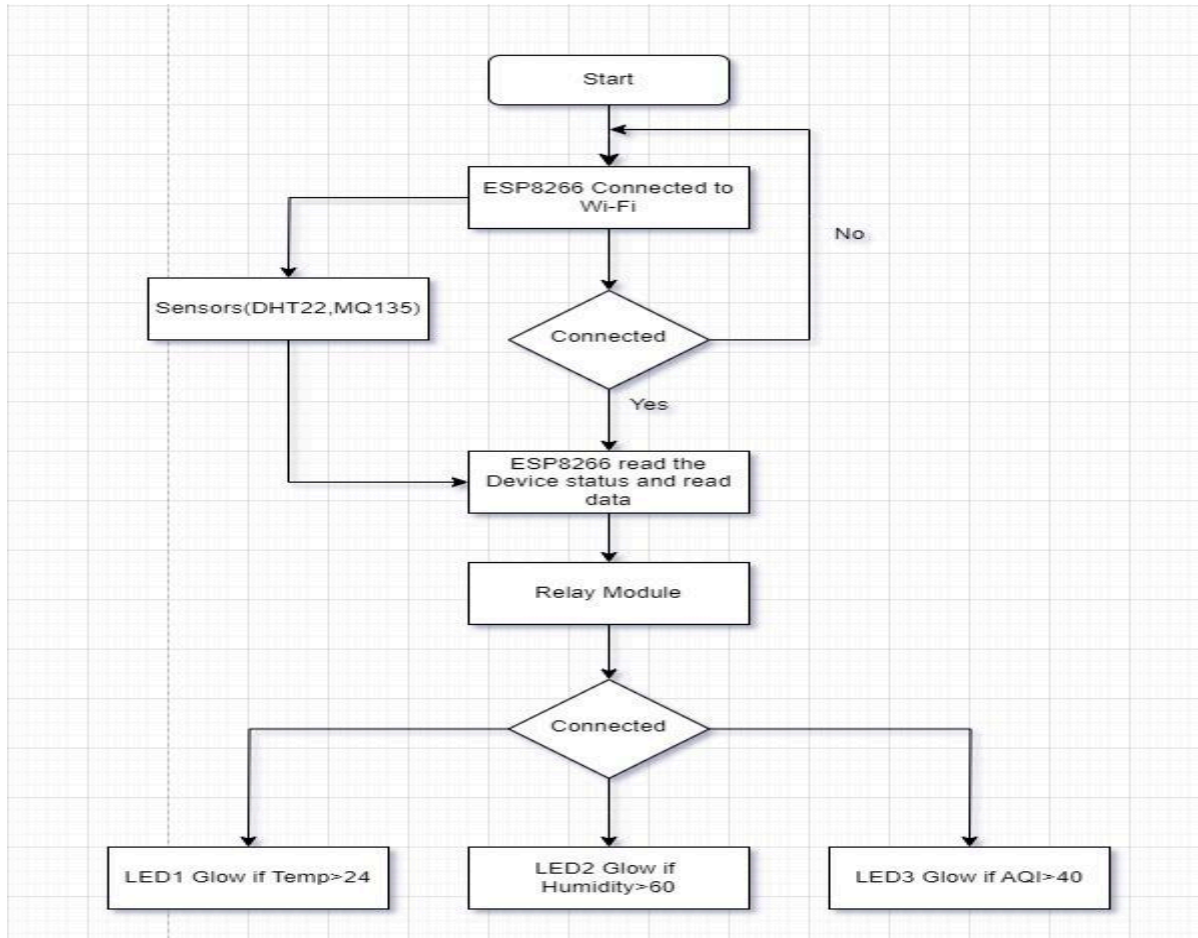 Start
ESP8266 Connected to
Wi-Fi
No
Sensors(DHT22,MQ135)
Connected
Yes
ESP8266 read the
Device status and read
data
Relay Module
Connected
LED1 Glow if Temp>24
LED2 Glow if
Humidity>60
LED3 Glow if AQI>40